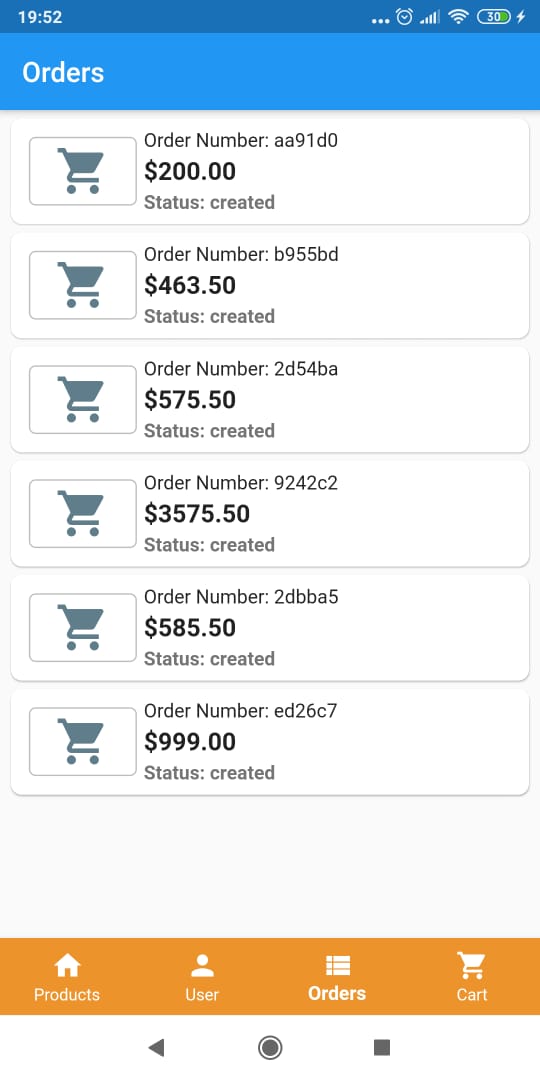 19:52
30
Orders
Order Number: aa91d0
$200.00
Status: created
Order Number: b955bd
$463.50
Status: created
Order Number: 2d54ba
$575.50
Status: created
Order Number: 9242c2
$3575.50
Status: created
Order Number: 2dbba5
$585.50
Status: created
Order Number: ed26c7
$999.00
Status: created
Products User Orders Cart